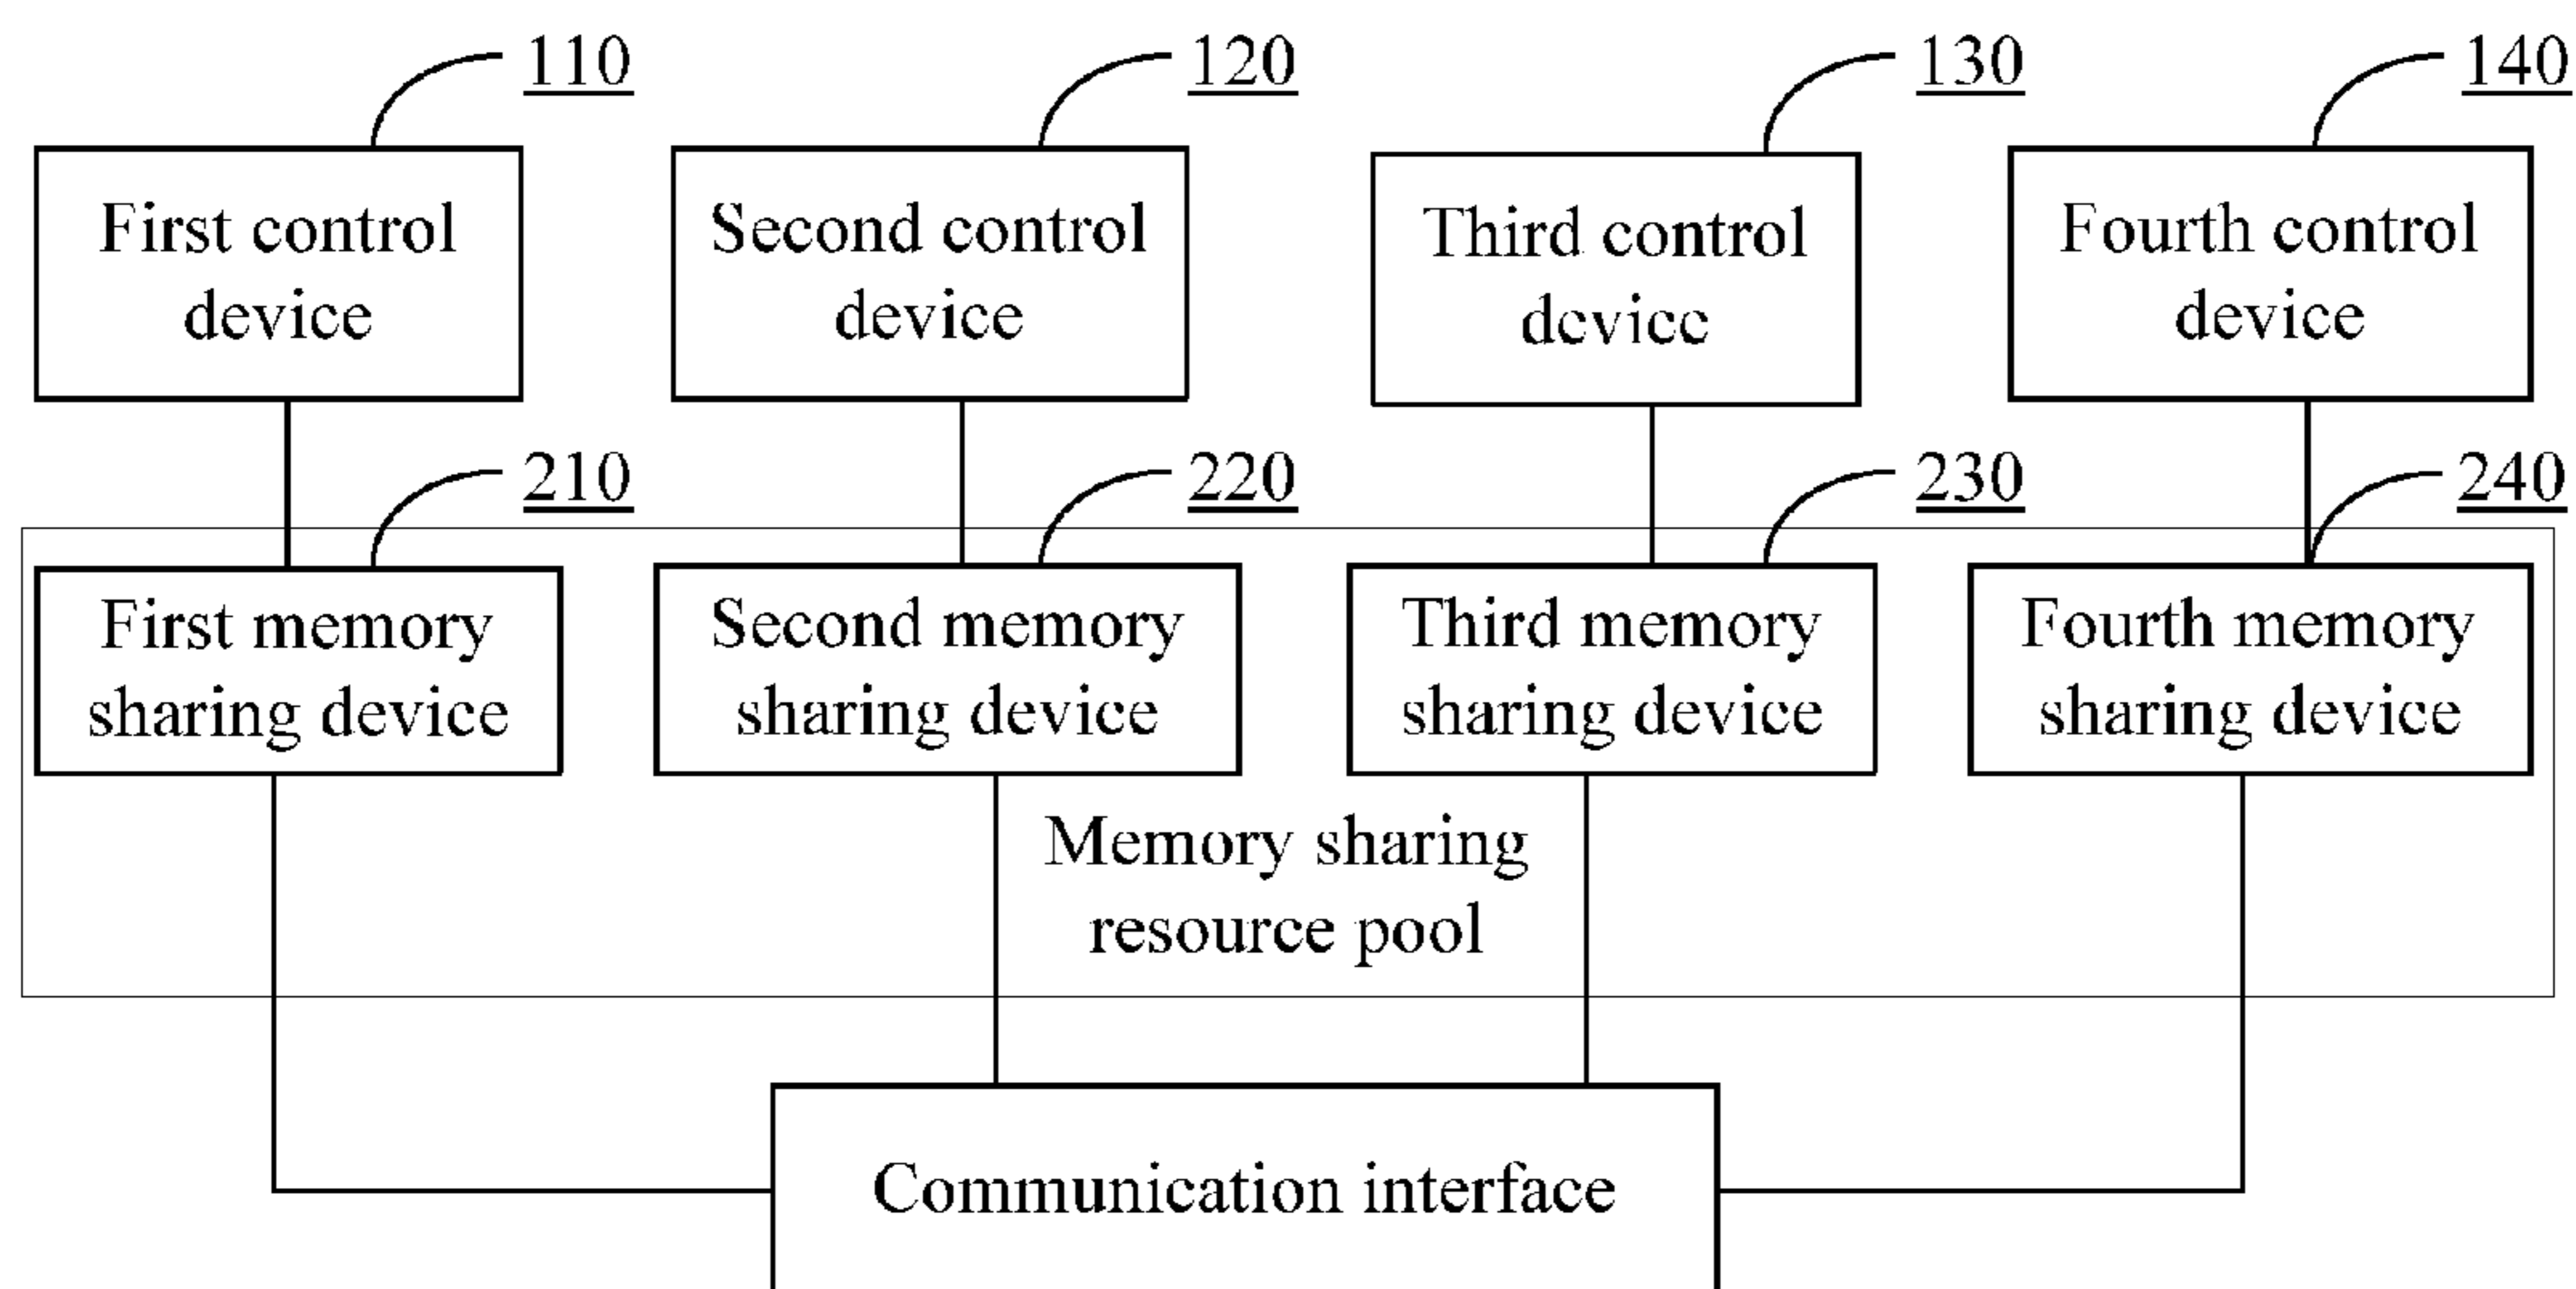 110
120
130
140
First control
device
Second control
device
Third control
device
Fourth control
device
210
220
230
240
First memory
sharing device
Second memory
sharing device
Third memory
sharing device
Fourth memory
sharing device
Memory sharing
resource pool
Communication interface